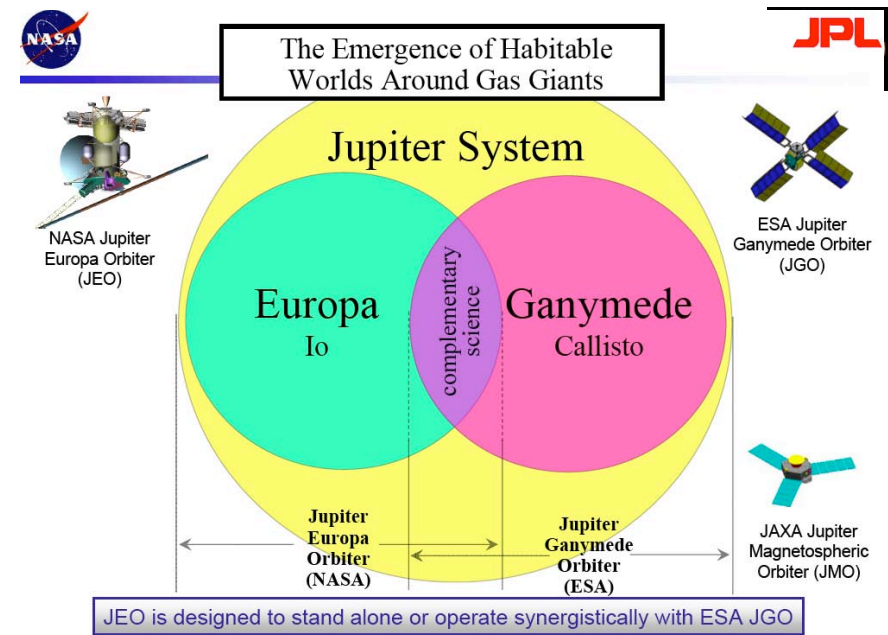 NASA
JPL
The Emergence of Habitable
Worlds Around Gas Giants
Jupiter System
NASA Jupiter
Europa Orbiter
(JEO)
ESA Jupiter
Ganymede Orbiter
(JGO)
Europa
Io
complementary
science
Ganymede
Callisto
Jupiter
Europa
Orbiter
(NASA)
Jupiter
Ganymede
Orbiter
(ESA)
JAXA Jupiter
Magnetospheric
Orbiter (JMO)
JEO is designed to stand alone or operate synergistically with ESA JGO